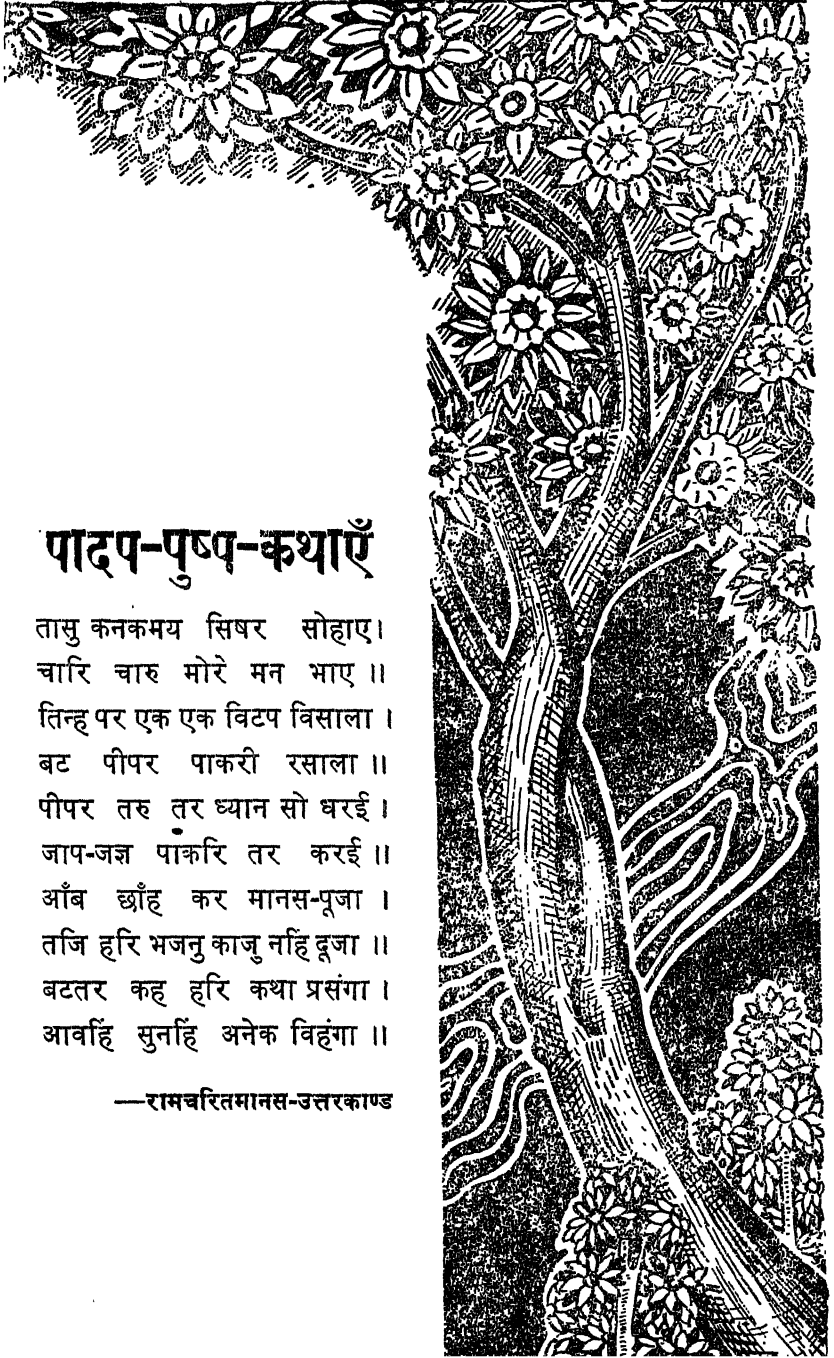 पादप-पुष्प-कथाएँ
तासु कनकमय सिषर सोहाए।
चारि चारु मोरे मन भाए ॥
तिन्ह पर एक एक विटप विसाला ।
बट पीपर पाकरी रसाला ॥
पीपर तरु तर ध्यान सो धरई ।
जाप-जज्ञ पाकरि तर करई ॥
आँब छाँह कर मानस-पूजा ।
तजि हरि भजनु काजु नहिं दूजा ॥
बटतर कह हरि कथा प्रसंगा ।
आवहिं सुनहिं अनेक विहंगा ॥
—रामचरितमानस-उत्तरकाण्ड